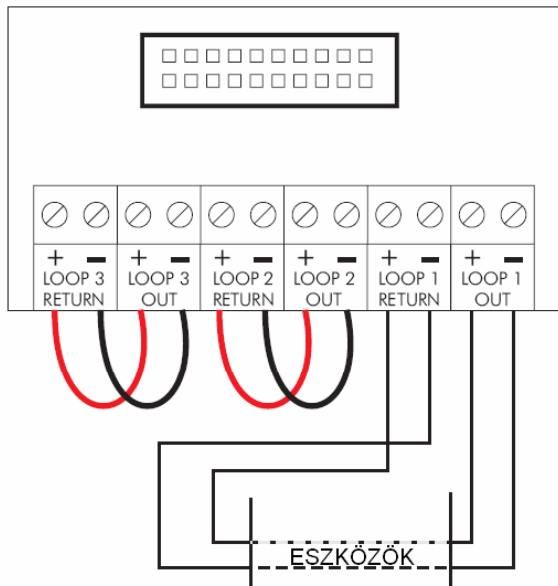 + − + − + − + − + − + −
LOOP 3 LOOP 3 LOOP 2 LOOP 2 LOOP 1 LOOP 1
RETURN OUT RETURN OUT RETURN OUT
ESZKÖZÖK